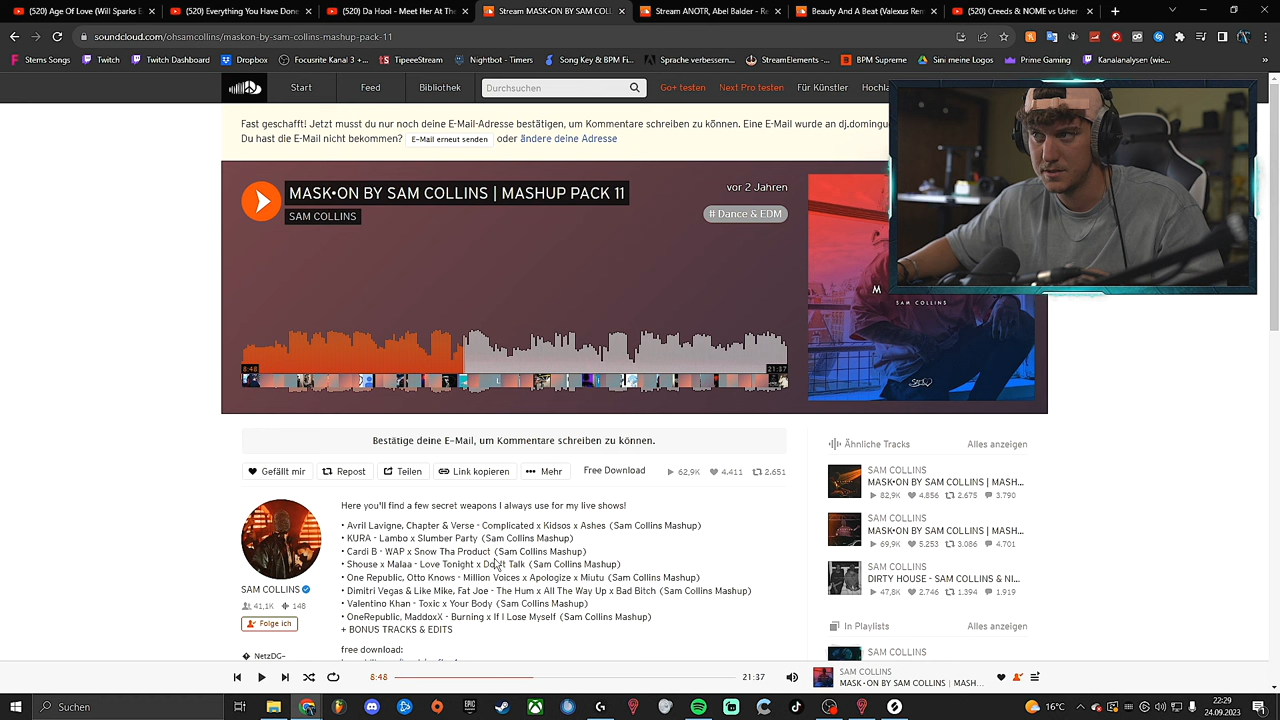 (520) Age Of Love (Will Sparks
(520) Everything You Have Done
(520) Da Hool - Meet Her At The
Stream MASK•ON BY SAM COLL
Stream ANOTR, Abel Balder - Re
Beauty And A Beat (Valexus Rem
(520) Creeds & NOME vs Usher
soundcloud.com/ohsamcollins/maskon-by-sam-collins-mashup-pack-11
Stems Songs
Twitch
Twitch Dashboard
Dropbox
Focusrite Kanal 3 +...
TipeeeStream
Nightbot - Timers
Song Key & BPM Fi...
Sprache verbesser...
StreamElements -...
BPM Supreme
Sini meine Logos
Prime Gaming
Kanalanalysen (wie...
Start
Feed
Bibliothek
Durchsuchen
Go+ testen
Next Pro testen
Für Künstler
Hochla
Fast geschafft! Jetzt musst du nur noch deine E-Mail-Adresse bestätigen, um Kommentare schreiben zu können. Eine E-Mail wurde an dj.domingu
Du hast die E-Mail nicht bekommen? E-Mail erneut senden oder ändere deine Adresse
MASK•ON BY SAM COLLINS | MASHUP PACK 11
SAM COLLINS
vor 2 Jahren
# Dance & EDM
M
SAM COLLINS
8:48
21:37
Bestätige deine E-Mail, um Kommentare schreiben zu können.
Gefällt mir
Repost
Teilen
Link kopieren
Mehr
Free Download
62,9K
4,411
2.651
Here you'll find a few secret weapons I always use for my live shows!
• Avril Lavigne, Chapter & Verse - Complicated x Kidsos x Ashes (Sam Collins Mashup)
• KURA - Lambo x Slumber Party (Sam Collins Mashup)
• Cardi B - WAP x Snow Tha Product (Sam Collins Mashup)
• Shouse x Malaa - Love Tonight x Don't Talk (Sam Collins Mashup)
• One Republic, Otto Knows - Million Voices x Apologize x Miutu (Sam Collins Mashup)
• Dimitri Vegas & Like Mike, Fat Joe - The Hum x All The Way Up x Bad Bitch (Sam Collins Mashup)
• Valentino Khan - Toxic x Your Body (Sam Collins Mashup)
• OneRepublic, MaddoxX - Burning x If I Lose Myself (Sam Collins Mashup)
+ BONUS TRACKS & EDITS
free download:
SAM COLLINS
41,1K
148
Folge ich
NetzDG-
Ähnliche Tracks
Alles anzeigen
SAM COLLINS
MASK•ON BY SAM COLLINS | MASH...
82,9K
4.856
2.675
3.790
SAM COLLINS
MASK•ON BY SAM COLLINS | MASH...
69,9K
5.253
3.086
4.701
SAM COLLINS
DIRTY HOUSE - SAM COLLINS & NI...
47,8K
2.746
1.394
1.919
In Playlists
Alles anzeigen
SAM COLLINS
8:48
21:37
SAM COLLINS
MASK•ON BY SAM COLLINS | MASH...
Suchen
16°C
22:29
24.09.2023